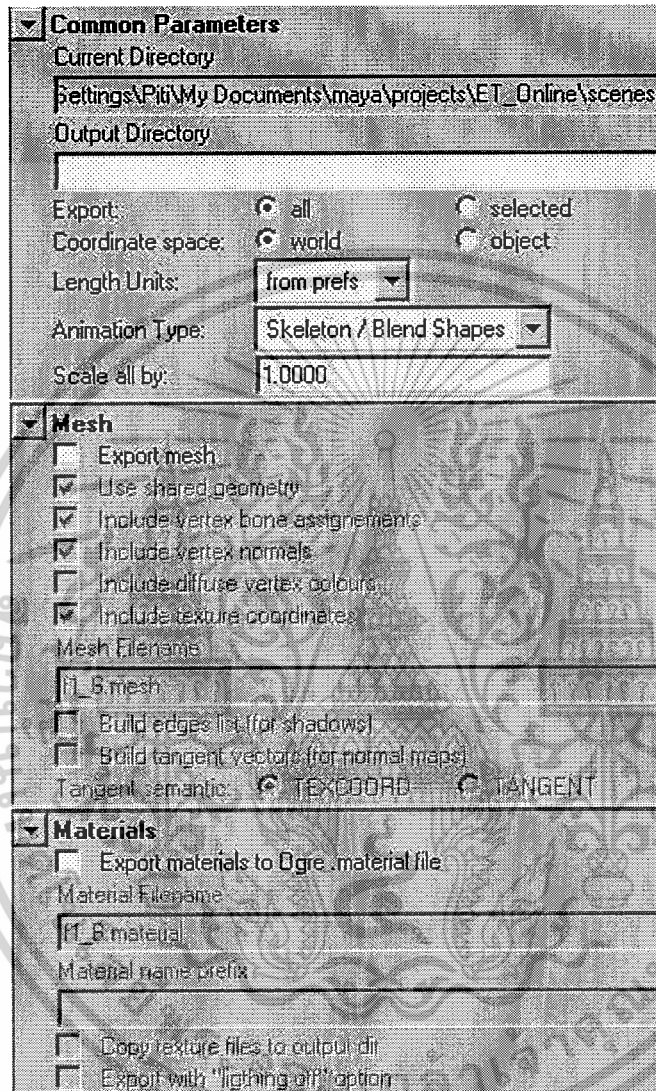 Common Parameters
Current Directory
Settings\Piti\My Documents\maya\projects\ET_Online\scenes
Output Directory
Export: all selected
Coordinate space: world object
Length Units: from prefs
Animation Type: Skeleton / Blend Shapes
Scale all by: 1.0000
Mesh
Export mesh
Use shared geometry
Include vertex bone assignements
Include vertex normals
Include diffuse vertex colours
Include texture coordinates
Mesh Filename
Build edges list (for shadows)
Build tangent vectors (for normal maps)
Tangent semantic: TEXCOORD TANGENT
Materials
Export materials to Ogre .material file
Material Filename
Material name prefix
Copy texture files to output dir
Export with "ligthing off" option